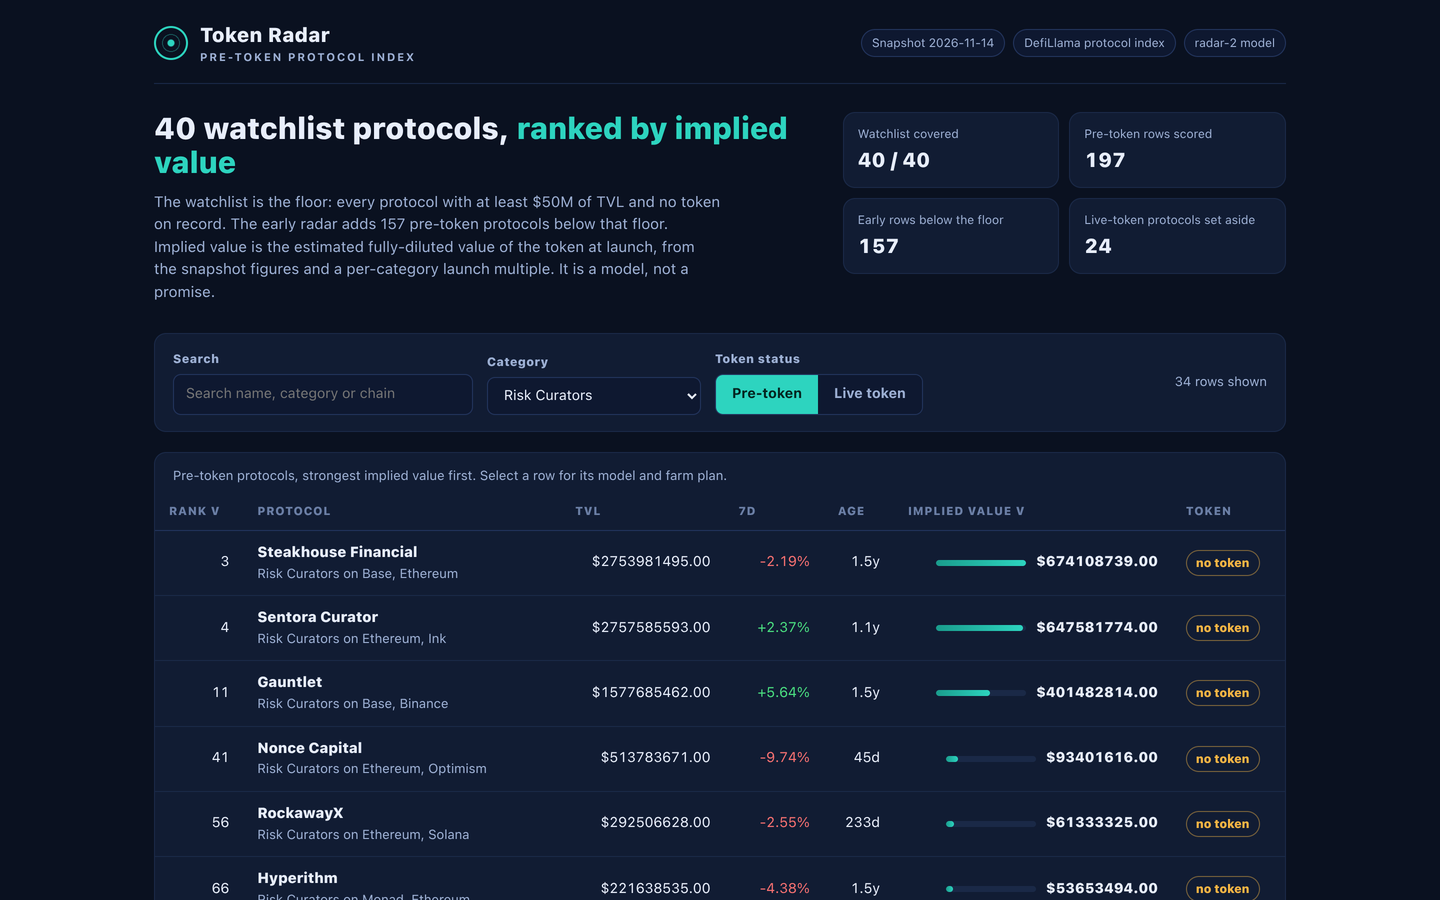 Token Radar
PRE-TOKEN PROTOCOL INDEX
Snapshot 2026-11-14
DefiLlama protocol index
radar-2 model
40 watchlist protocols, ranked by implied
value
The watchlist is the floor: every protocol with at least $50M of TVL and no token
on record. The early radar adds 157 pre-token protocols below that floor.
Implied value is the estimated fully-diluted value of the token at launch, from
the snapshot figures and a per-category launch multiple. It is a model, not a
promise.
Watchlist covered
40 / 40
Pre-token rows scored
197
Early rows below the floor
157
Live-token protocols set aside
24
Search
Search name, category or chain
Category
Risk Curators
Token status
Pre-token
Live token
34 rows shown
Pre-token protocols, strongest implied value first. Select a row for its model and farm plan.
RANK V PROTOCOL TVL 7D AGE IMPLIED VALUE V TOKEN
3 Steakhouse Financial $2753981495.00 -2.19% 1.5y $674108739.00 no token
Risk Curators on Base, Ethereum
4 Sentora Curator $2757585593.00 +2.37% 1.1y $647581774.00 no token
Risk Curators on Ethereum, Ink
11 Gauntlet $1577685462.00 +5.64% 1.5y $401482814.00 no token
Risk Curators on Base, Binance
41 Nonce Capital $513783671.00 -9.74% 45d $93401616.00 no token
Risk Curators on Ethereum, Optimism
56 RockawayX $292506628.00 -2.55% 233d $61333325.00 no token
Risk Curators on Ethereum, Solana
66 Hyperithm $221638535.00 -4.38% 1.5y $53653494.00 no token
Risk Curators on Monad, Ethereum